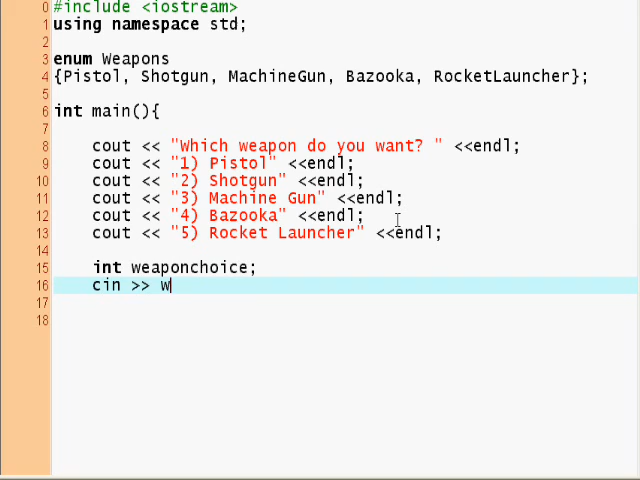 0 #include <iostream>
1 using namespace std;
2
3 enum Weapons
4 {Pistol, Shotgun, MachineGun, Bazooka, RocketLauncher};
5
6 int main(){
7
8 cout << "Which weapon do you want? " <<endl;
9 cout << "1) Pistol" <<endl;
10 cout << "2) Shotgun" <<endl;
11 cout << "3) Machine Gun" <<endl;
12 cout << "4) Bazooka" <<endl;
13 cout << "5) Rocket Launcher" <<endl;
14
15 int weaponchoice;
16 cin >> w
17
18